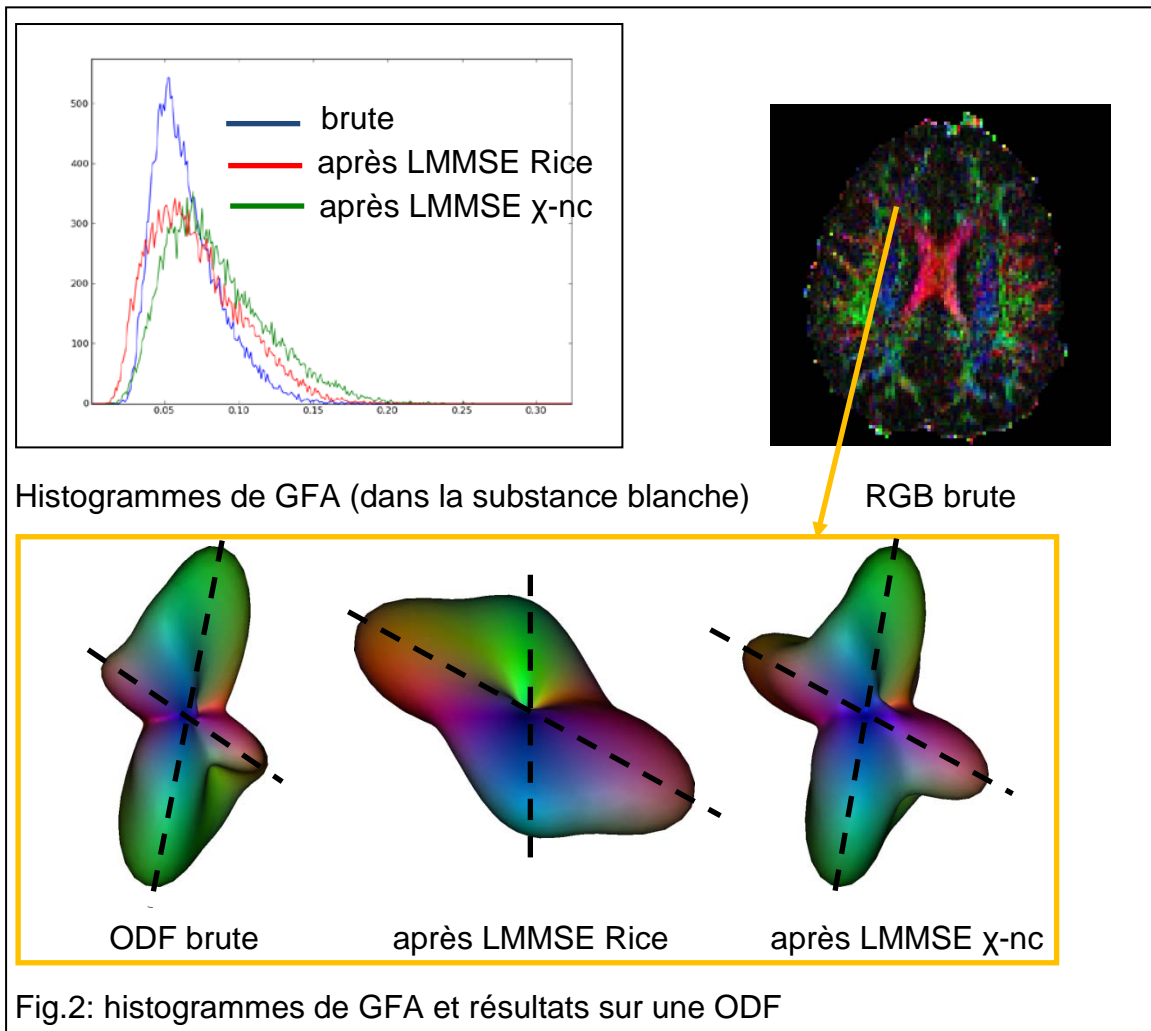 500
400
300
200
100
0
0.05 0.10 0.15 0.20 0.25 0.30
brute
après LMMSE Rice
après LMMSE χ-nc
Histogrammes de GFA (dans la substance blanche)
RGB brute
ODF brute
après LMMSE Rice
après LMMSE χ-nc
Fig.2: histogrammes de GFA et résultats sur une ODF